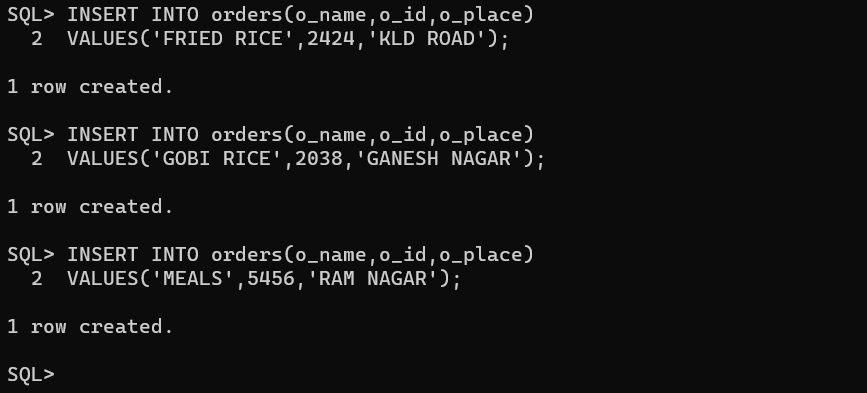 SQL> INSERT INTO orders(o_name,o_id,o_place)
  2  VALUES('FRIED RICE',2424,'KLD ROAD');
1 row created.
SQL> INSERT INTO orders(o_name,o_id,o_place)
  2  VALUES('GOBI RICE',2038,'GANESH NAGAR');
1 row created.
SQL> INSERT INTO orders(o_name,o_id,o_place)
  2  VALUES('MEALS',5456,'RAM NAGAR');
1 row created.
SQL>